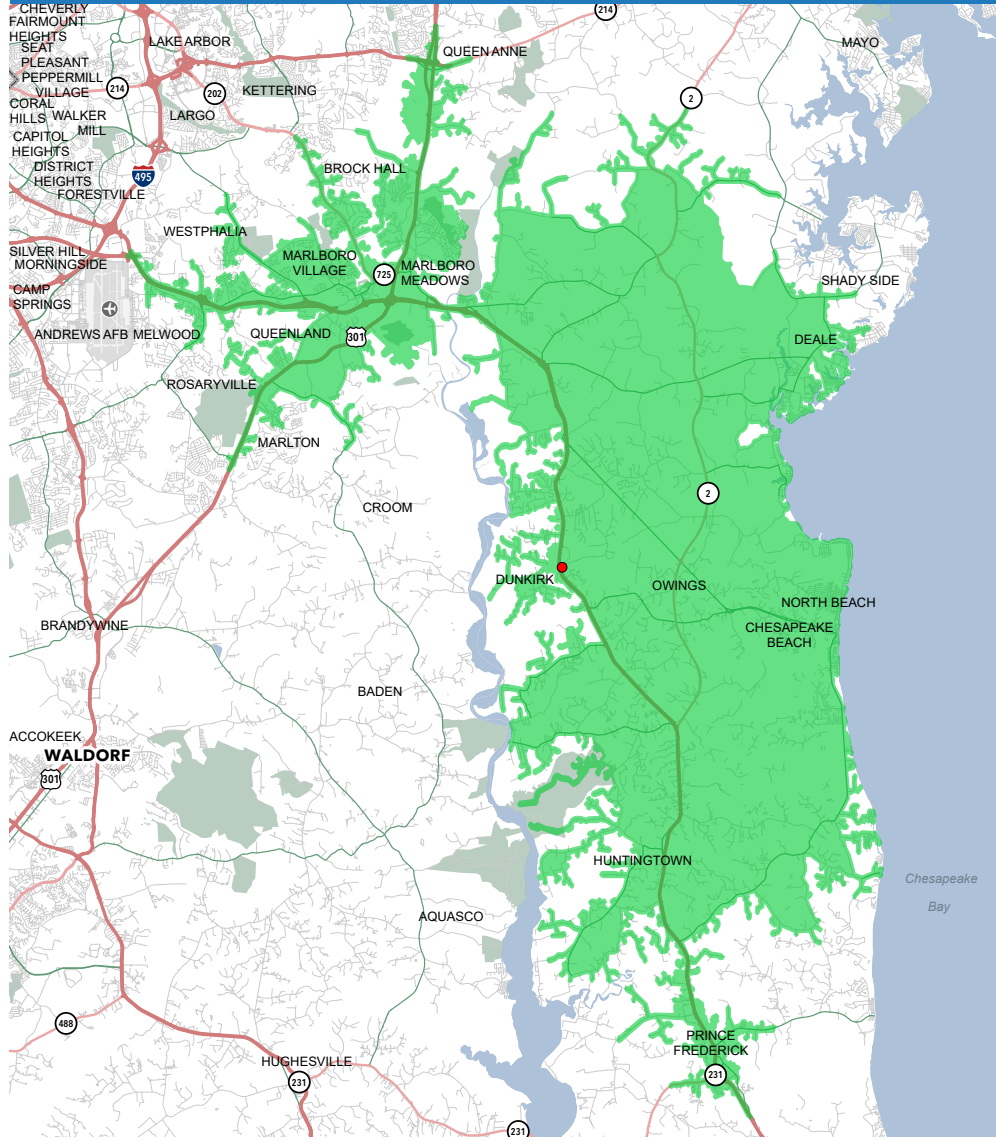 CHEVERLY
FAIRMOUNT
HEIGHTS
SEAT
PLEASANT
PEPPERMILL
VILLAGE
214
CORAL
HILLS
WALKER
MILL
CAPITOL
HEIGHTS
DISTRICT
HEIGHTS
FORESTVILLE
LAKE ARBOR
202
KETTERING
LARGO
495
QUEEN ANNE
214
MAYO
2
BROCK HALL
WESTPHALIA
SILVER HILL
MORNINGSIDE
CAMP
SPRINGS
ANDREWS AFB
MELWOOD
MARLBORO
VILLAGE
725
MARLBORO
MEADOWS
QUEENLAND
301
ROSARYVILLE
MARLTON
SHADY SIDE
DEALE
CROOM
2
DUNKIRK
OWINGS
NORTH BEACH
CHESAPEAKE
BEACH
BRANDYWINE
BADEN
ACCOKEEK
WALDORF
301
HUNTINGTOWN
AQUASCO
Chesapeake
Bay
488
HUGHESVILLE
231
PRINCE
FREDERICK
231
231